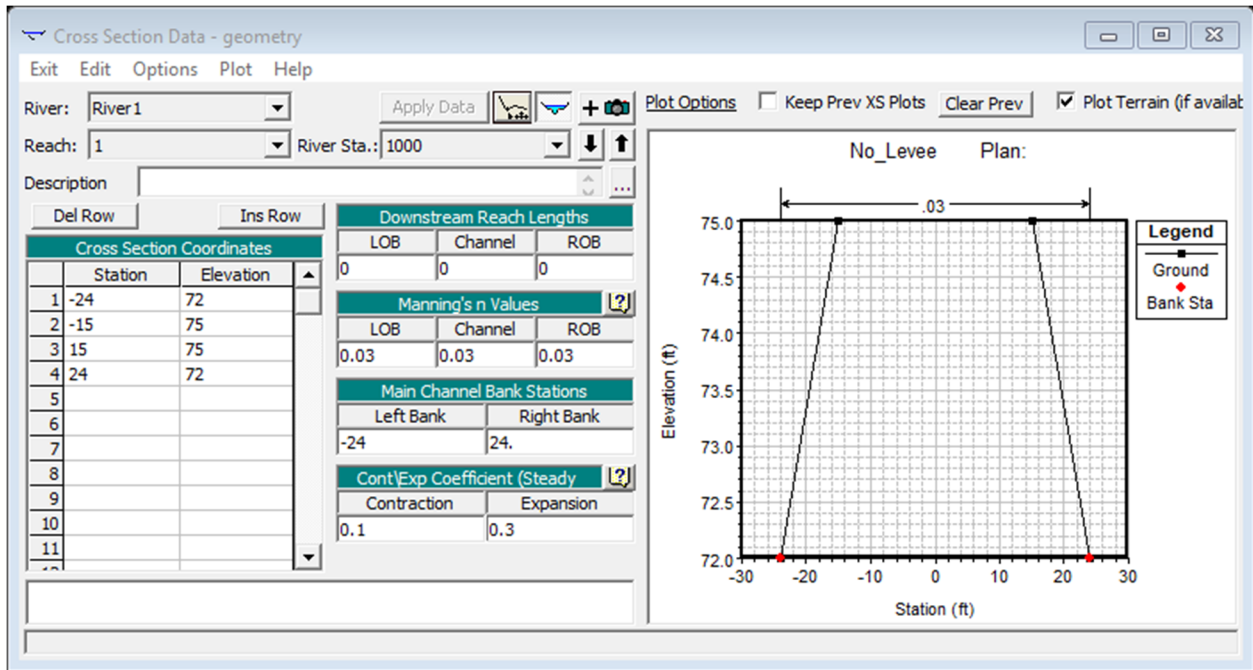 Cross Section Data - geometry
Exit Edit Options Plot Help
River: River1 Apply Data
Reach: 1 River Sta.: 1000
Description ...
Del Row Ins Row
Cross Section Coordinates
Station Elevation
1 -24 72
2 -15 75
3 15 75
4 24 72
5
6
7
8
9
10
11
Downstream Reach Lengths
LOB Channel ROB
0 0 0
Manning's n Values ?
LOB Channel ROB
0.03 0.03 0.03
Main Channel Bank Stations
Left Bank Right Bank
-24 24.
Cont\Exp Coefficient (Steady ?
Contraction Expansion
0.1 0.3
Plot Options Keep Prev XS Plots Clear Prev Plot Terrain (if availab
No_Levee Plan:
.03
75.0
74.5
74.0
73.5
73.0
72.5
72.0
Elevation (ft)
-30 -20 -10 0 10 20 30
Station (ft)
Legend
Ground
Bank Sta